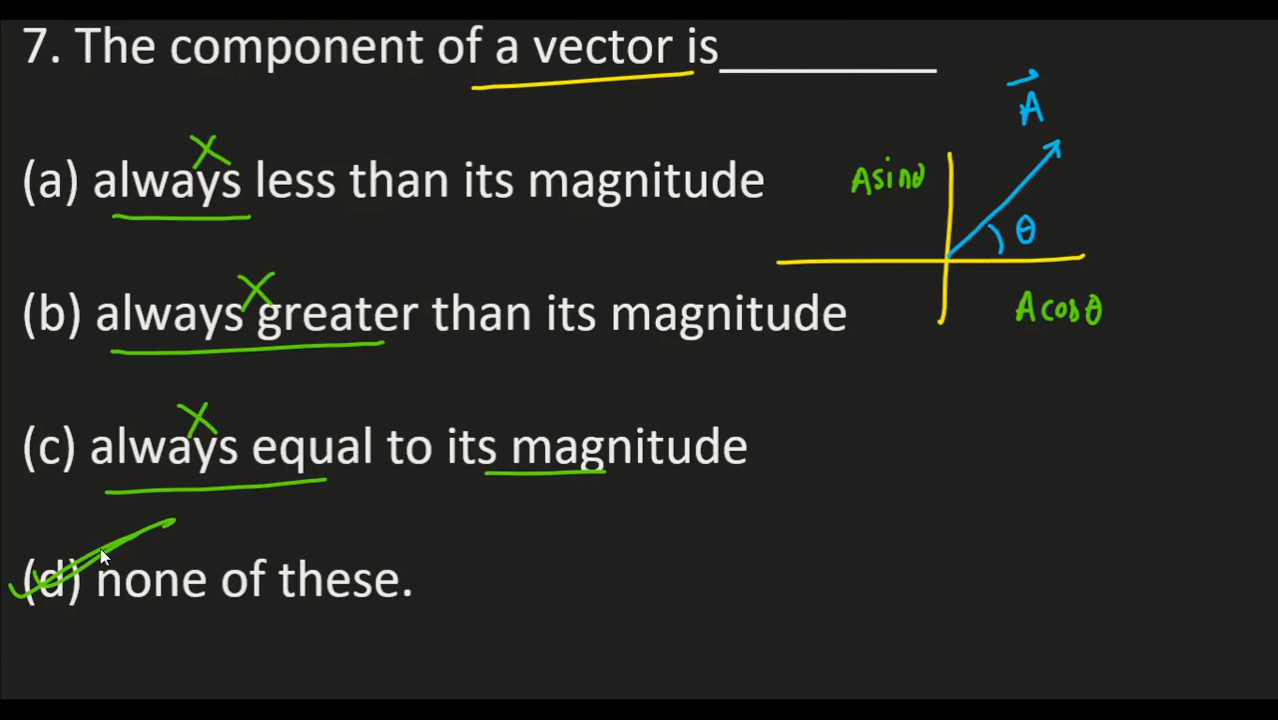 7. The component of a vector is__________
A
(a) always less than its magnitude
Asinθ
θ
(b) always greater than its magnitude
Acosθ
(c) always equal to its magnitude
(d) none of these.